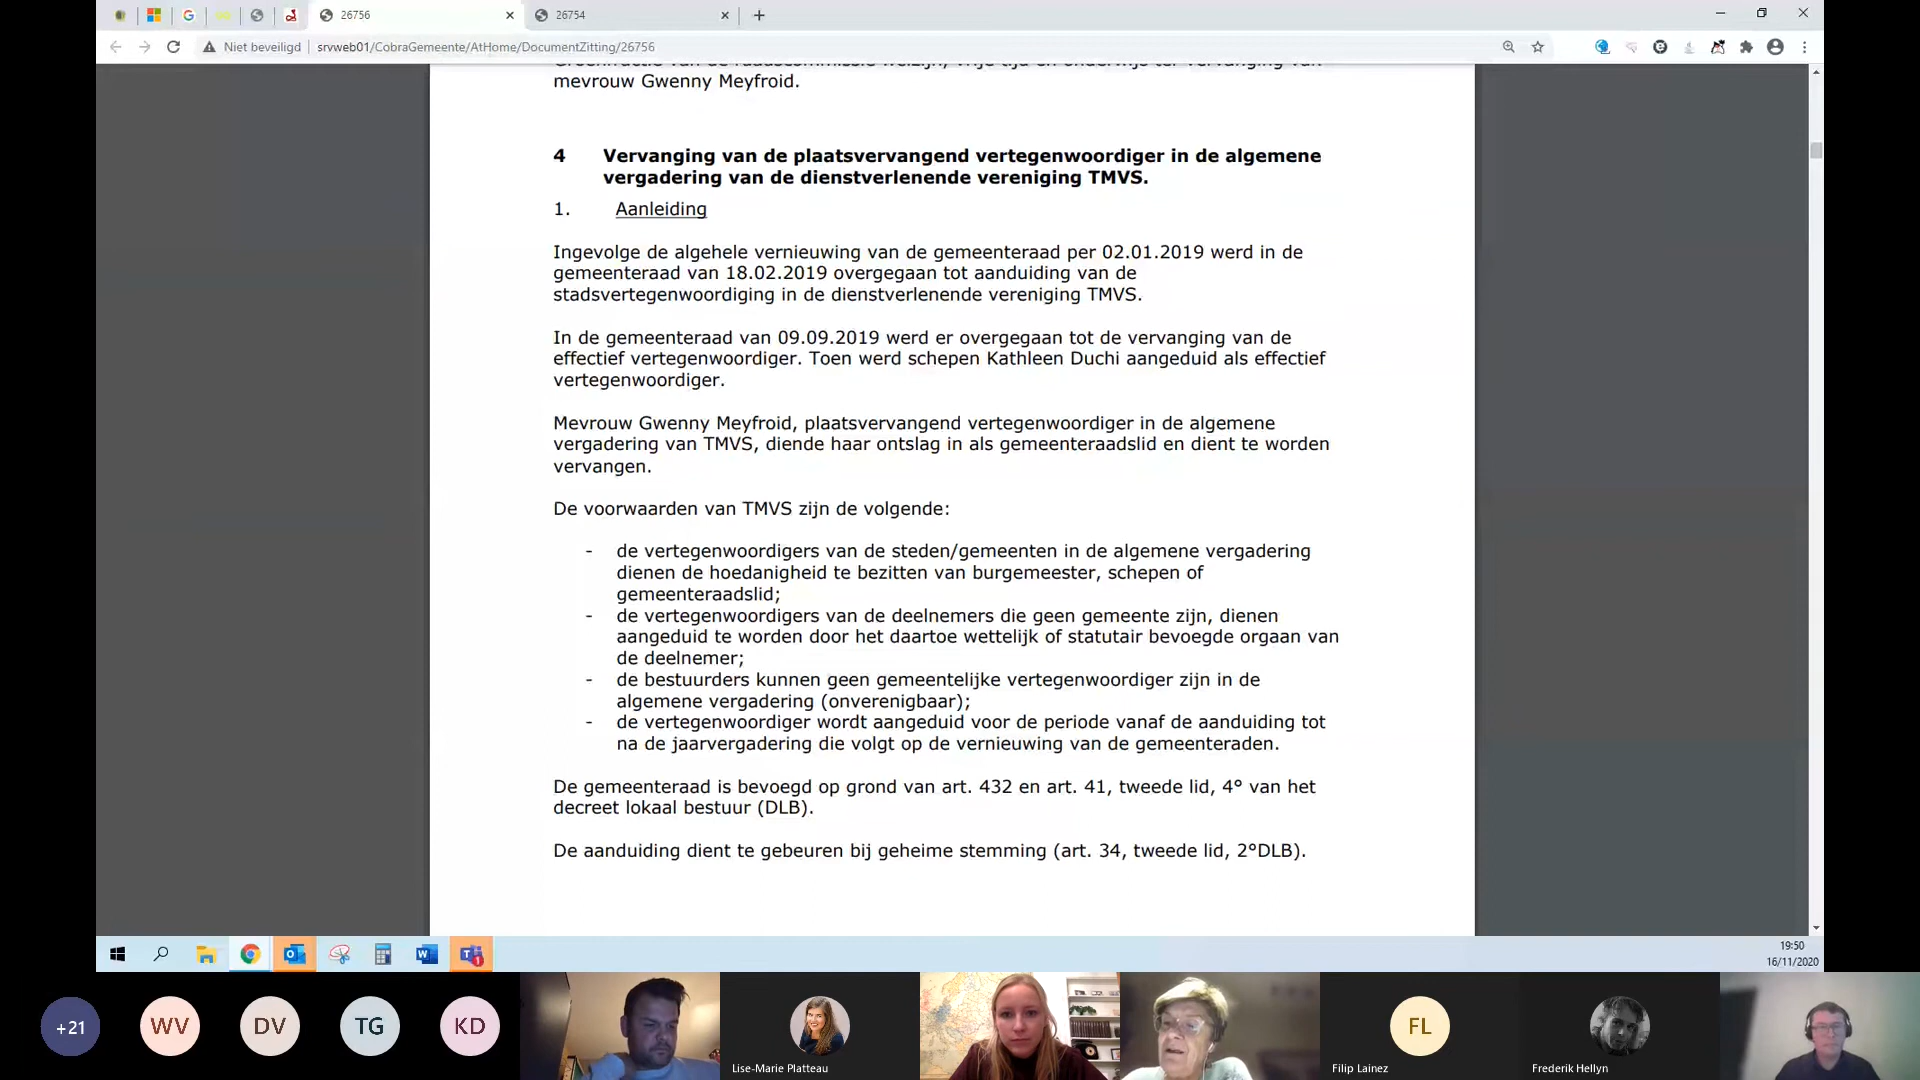 26756
26754
Niet beveiligd
srvweb01/CobraGemeente/AtHome/DocumentZitting/26756
Groenfractie van de raadscommissie welzijn, vrije tijd en onderwijs ter vervanging van
mevrouw Gwenny Meyfroid.
4 Vervanging van de plaatsvervangend vertegenwoordiger in de algemene
vergadering van de dienstverlenende vereniging TMVS.
1. Aanleiding
Ingevolge de algehele vernieuwing van de gemeenteraad per 02.01.2019 werd in de
gemeenteraad van 18.02.2019 overgegaan tot aanduiding van de
stadsvertegenwoordiging in de dienstverlenende vereniging TMVS.
In de gemeenteraad van 09.09.2019 werd er overgegaan tot de vervanging van de
effectief vertegenwoordiger. Toen werd schepen Kathleen Duchi aangeduid als effectief
vertegenwoordiger.
Mevrouw Gwenny Meyfroid, plaatsvervangend vertegenwoordiger in de algemene
vergadering van TMVS, diende haar ontslag in als gemeenteraadslid en dient te worden
vervangen.
De voorwaarden van TMVS zijn de volgende:
- de vertegenwoordigers van de steden/gemeenten in de algemene vergadering
dienen de hoedanigheid te bezitten van burgemeester, schepen of
gemeenteraadslid;
- de vertegenwoordigers van de deelnemers die geen gemeente zijn, dienen
aangeduid te worden door het daartoe wettelijk of statutair bevoegde orgaan van
de deelnemer;
- de bestuurders kunnen geen gemeentelijke vertegenwoordiger zijn in de
algemene vergadering (onverenigbaar);
- de vertegenwoordiger wordt aangeduid voor de periode vanaf de aanduiding tot
na de jaarvergadering die volgt op de vernieuwing van de gemeenteraden.
De gemeenteraad is bevoegd op grond van art. 432 en art. 41, tweede lid, 4° van het
decreet lokaal bestuur (DLB).
De aanduiding dient te gebeuren bij geheime stemming (art. 34, tweede lid, 2°DLB).
19:50
16/11/2020
+21
WV
DV
TG
KD
FL
Lise-Marie Platteau
Filip Lainez
Frederik Hellyn